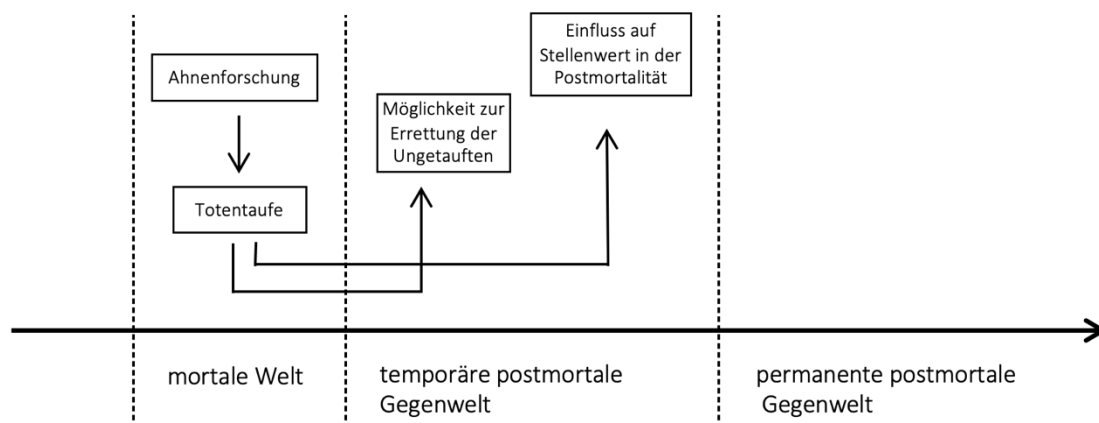 Einfluss auf
Stellenwert in der
Postmortalität
Ahnenforschung
Möglichkeit zur
Errettung der
Ungetauften
Totentaufe
mortale Welt
temporäre postmortale
Gegenwelt
permanente postmortale
Gegenwelt